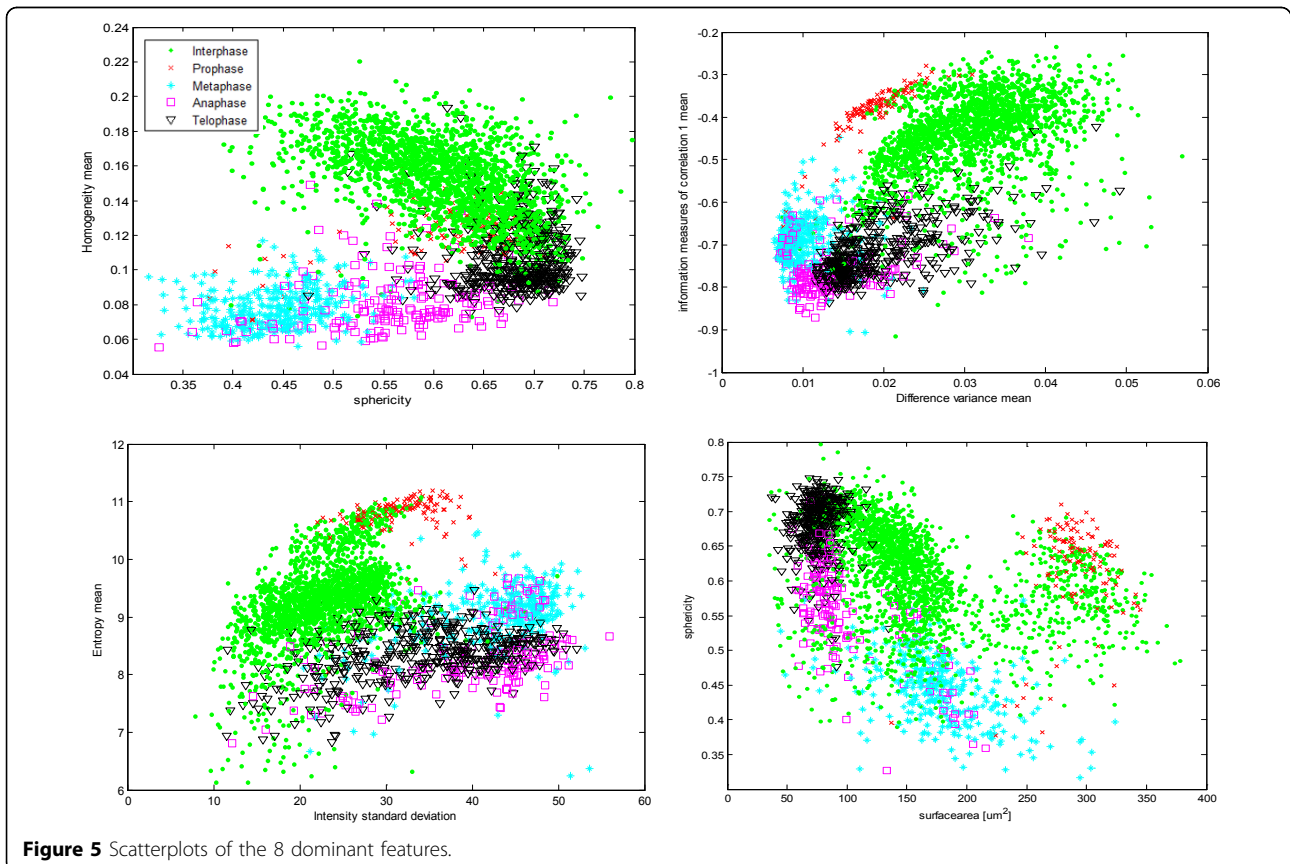 0.24
0.22
0.2
0.18
0.16
0.14
0.12
0.1
0.08
0.06
0.04
Homogeneity mean
Interphase
Prophase
Metaphase
Anaphase
Telophase
0.35 0.4 0.45 0.5 0.55 0.6 0.65 0.7 0.75 0.8
sphericity
-0.2
-0.3
-0.4
-0.5
-0.6
-0.7
-0.8
-0.9
-1
information measures of correlation 1 mean
0 0.01 0.02 0.03 0.04 0.05 0.06
Difference variance mean
12
11
10
9
8
7
6
Entropy mean
0 10 20 30 40 50 60
Intensity standard deviation
0.8
0.75
0.7
0.65
0.6
0.55
0.5
0.45
0.4
0.35
sphericity
0 50 100 150 200 250 300 350 400
surfacearea [um²]
Figure 5 Scatterplots of the 8 dominant features.